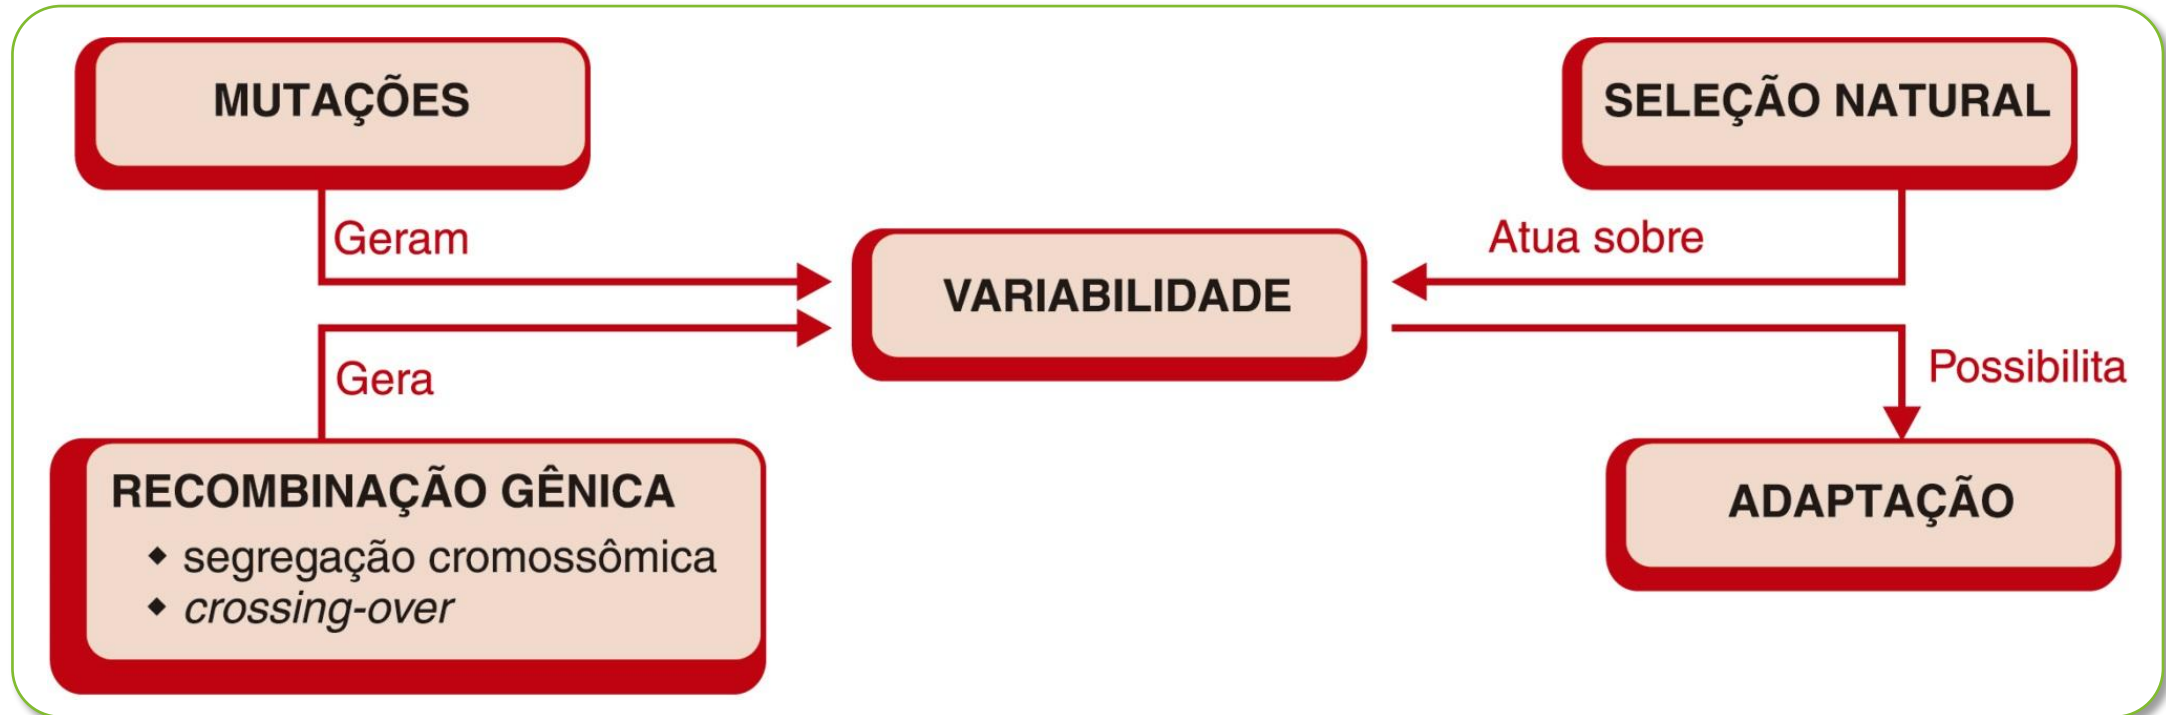 MUTAÇÕES
SELEÇÃO NATURAL
Geram
Atua sobre
VARIABILIDADE
Gera
Possibilita
RECOMBINAÇÃO GÊNICA
◆ segregação cromossômica
◆ crossing-over
ADAPTAÇÃO